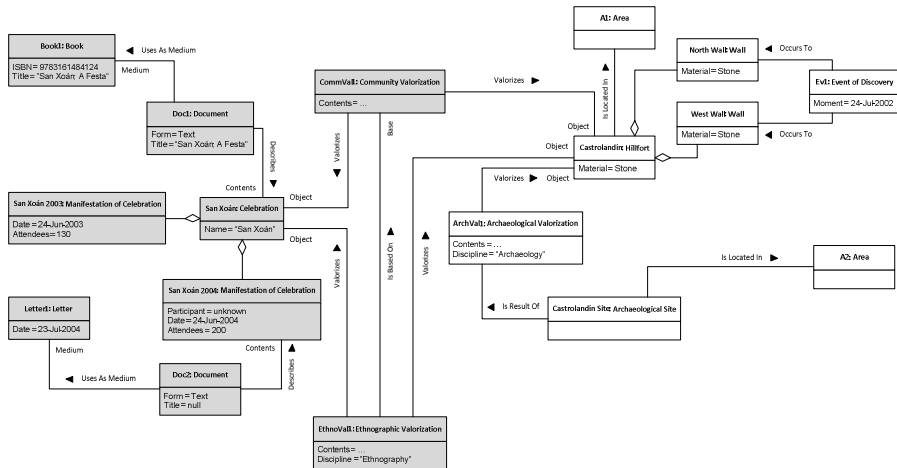 Book1: Book
ISBN = 9783161484124
Title= "San Xoán; A Festa"
Uses As Medium
Medium
Doc1: Document
Form= Text
Title= "San Xoán; A Festa"
Describes
Contents
San Xoán 2003: Manifestation of Celebration
Date = 24-Jun-2003
Attendees= 130
San Xoán: Celebration
Name= "San Xoán"
Object
Object
San Xoán 2004: Manifestation of Celebration
Participant = unknown
Date = 24-Jun-2004
Attendees = 200
Contents
Describes
Letter1: Letter
Date = 23-Jul-2004
Medium
Uses As Medium
Doc2: Document
Form = Text
Title = null
CommVal1: Community Valorization
Contents = ...
Valorizes
Valorizes
Base
Is Based On
Valorizes
Valorizes
EthnoVal1: Ethnographic Valorization
Contents = ...
Discipline = "Ethnography"
A1: Area
Is Located In
Valorizes
Object
Object
Castrolandin: Hillfort
Material= Stone
Valorizes
Object
North Wall: Wall
Material= Stone
Occurs To
West Wall: Wall
Material= Stone
Occurs To
Ev1: Event of Discovery
Moment= 24-Jul-2002
ArchVal1: Archaeological Valorization
Contents = ...
Discipline = "Archaeology"
Is Result Of
Castrolandin Site: Archaeological Site
Is Located In
A2: Area